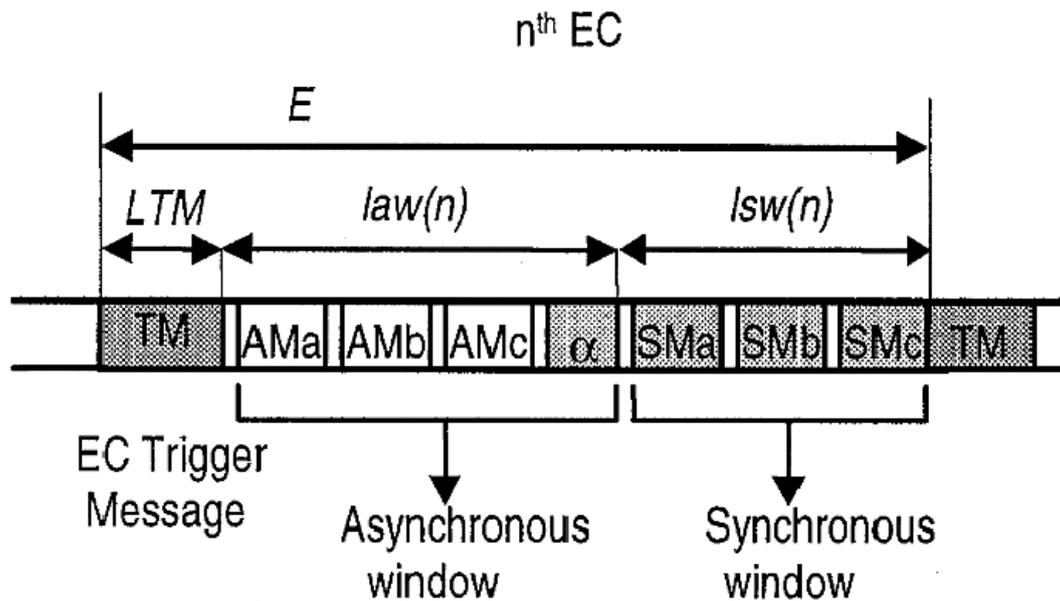 nᵗʰ EC
E
LTM law(n) lsw(n)
TM AMa AMb AMc α SMa SMb SMc TM
EC Trigger
Message
Asynchronous
window
Synchronous
window